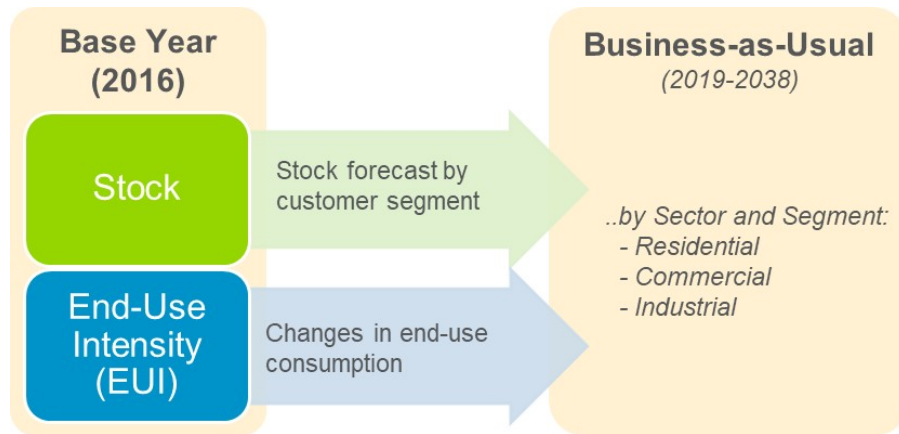 Base Year
(2016)
Stock
End-Use
Intensity
(EUI)
Stock forecast by
customer segment
Changes in end-use
consumption
Business-as-Usual
(2019-2038)
..by Sector and Segment:
- Residential
- Commercial
- Industrial